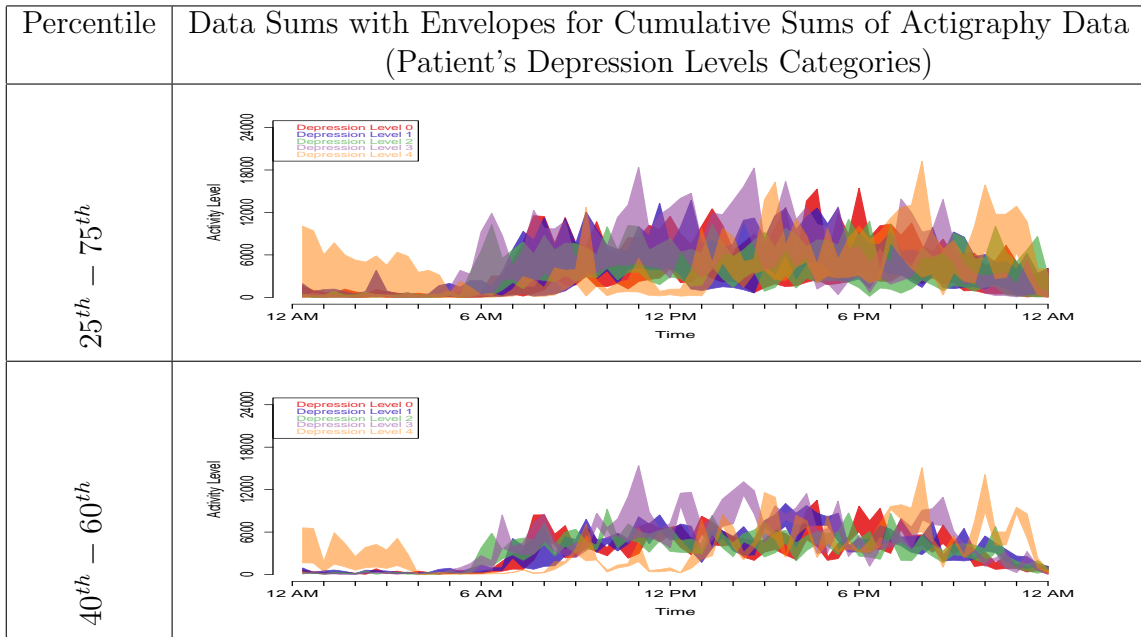 Percentile
Data Sums with Envelopes for Cumulative Sums of Actigraphy Data
(Patient's Depression Levels Categories)
25th − 75th
Activity Level
0 6000 12000 18000 24000
Depression Level 0
Depression Level 1
Depression Level 2
Depression Level 3
Depression Level 4
12 AM 6 AM 12 PM 6 PM 12 AM
Time
40th − 60th
Activity Level
0 6000 12000 18000 24000
Depression Level 0
Depression Level 1
Depression Level 2
Depression Level 3
Depression Level 4
12 AM 6 AM 12 PM 6 PM 12 AM
Time